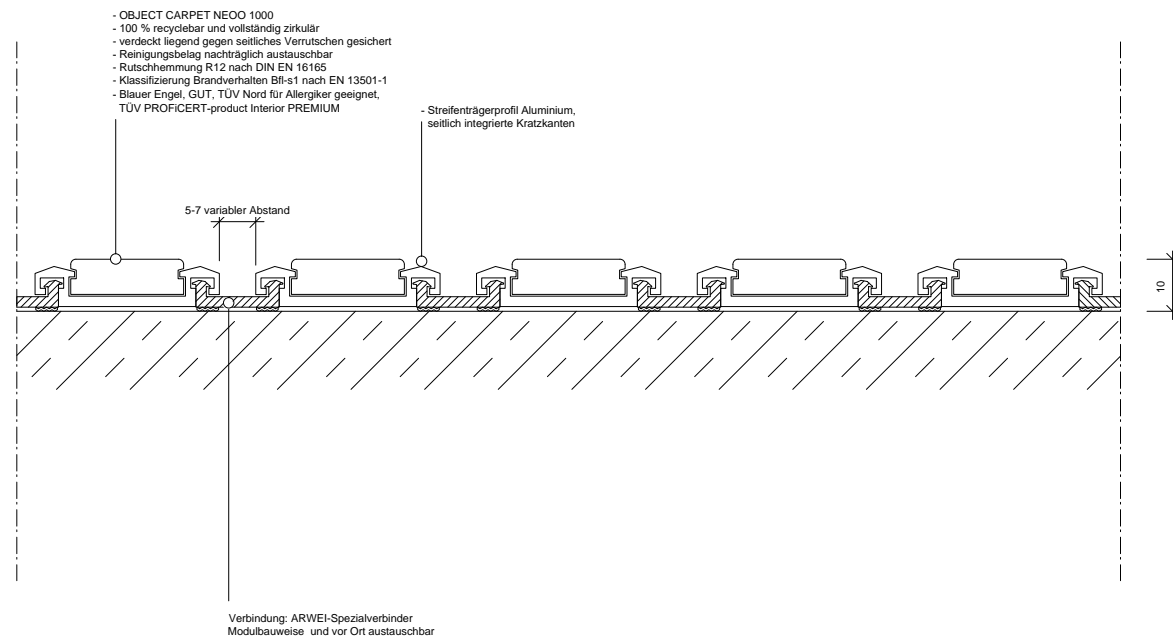 - OBJECT CARPET NEOO 1000
- 100 % recyclebar und vollständig zirkulär
- verdeckt liegend gegen seitliches Verrutschen gesichert
- Reinigungsbelag nachträglich austauschbar
- Rutschhemmung R12 nach DIN EN 16165
- Klassifizierung Brandverhalten Bfl-s1 nach EN 13501-1
- Blauer Engel, GUT, TÜV Nord für Allergiker geeignet,
TÜV PROFiCERT-product Interior PREMIUM
- Streifenträgerprofil Aluminium,
seitlich integrierte Kratzkanten
5-7 variabler Abstand
10
Verbindung: ARWEI-Spezialverbinder
Modulbauweise und vor Ort austauschbar